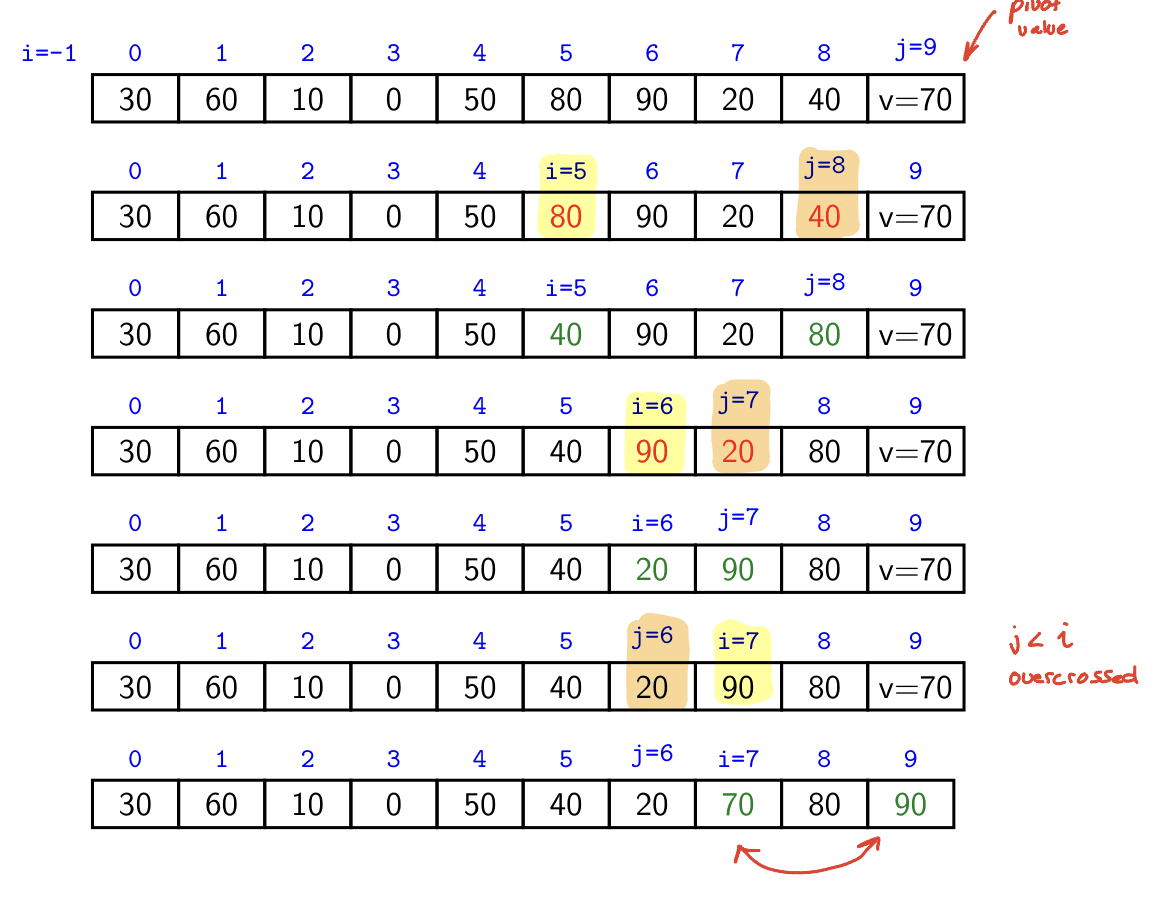 pivot
value
i=-1 0 1 2 3 4 5 6 7 8 j=9
30 60 10 0 50 80 90 20 40 v=70
0 1 2 3 4 i=5 6 7 j=8 9
30 60 10 0 50 80 90 20 40 v=70
0 1 2 3 4 i=5 6 7 j=8 9
30 60 10 0 50 40 90 20 80 v=70
0 1 2 3 4 5 i=6 j=7 8 9
30 60 10 0 50 40 90 20 80 v=70
0 1 2 3 4 5 i=6 j=7 8 9
30 60 10 0 50 40 20 90 80 v=70
0 1 2 3 4 5 j=6 i=7 8 9
j < i
30 60 10 0 50 40 20 90 80 v=70
overcrossed
0 1 2 3 4 5 j=6 i=7 8 9
30 60 10 0 50 40 20 70 80 90